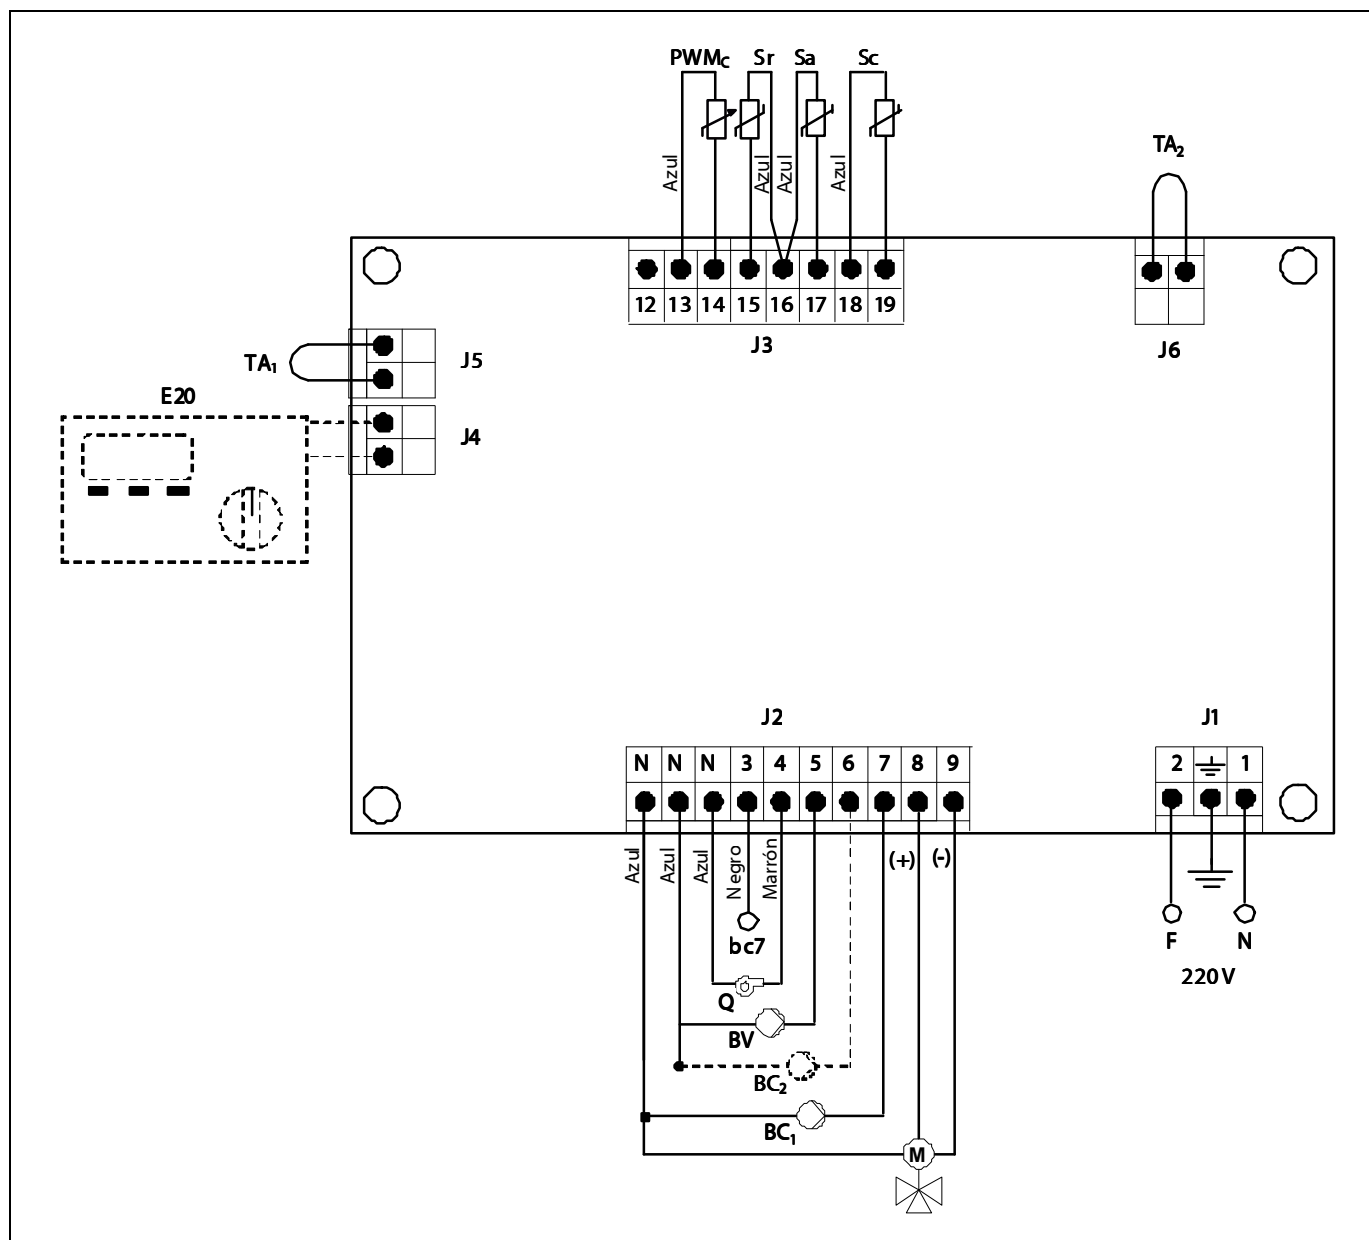 PWMC Sr Sa Sc
Azul Azul Azul Azul
TA2
12 13 14 15 16 17 18 19
J3
J6
TA1
J5
E20
J4
J2
J1
N N N 3 4 5 6 7 8 9
2 1
Azul Azul Azul Negro Marrón (+) (-)
bc7
F N
220 V
Q
BV
BC2
BC1
M